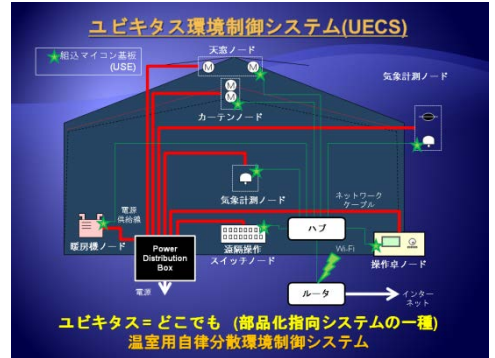 ユビキタス環境制御システム(UECS)
組込マイコン基板
(USE)
天窓ノード
M
M
気象計測ノード
M
M
カーテンノード
気象計測ノード
ネットワーク
ケーブル
電源
供給線
暖房機ノード
Power
Distribution
Box
遠隔操作
スイッチノード
ハブ
Wi-Fi
操作卓ノード
電源
ルータ
インター
ネット
ユビキタス=どこでも (部品化指向システムの一種)
温室用自律分散環境制御システム